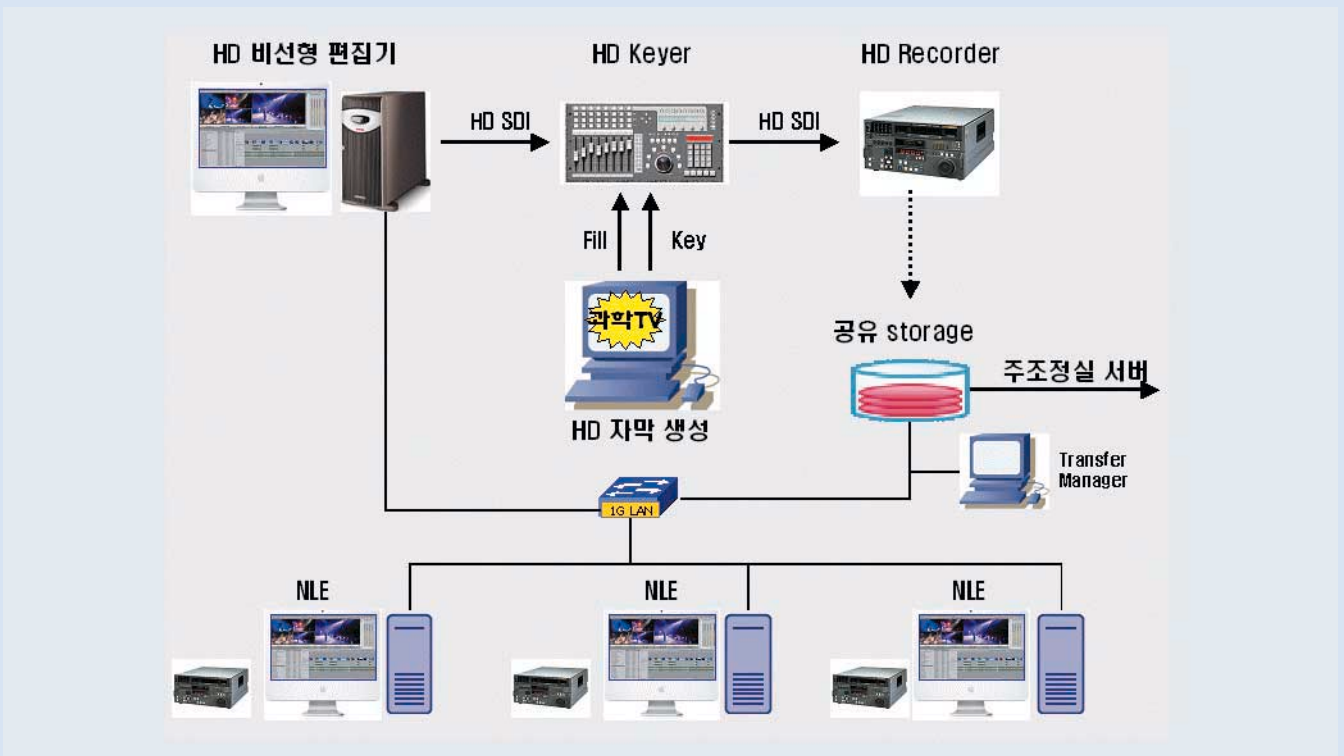 HD 비선형 편집기
HD Keyer
HD Recorder
HD SDI
HD SDI
Fill
Key
과학TV
HD 자막 생성
공유 storage
주조정실 서버
Transfer
Manager
1G LAN
NLE
NLE
NLE